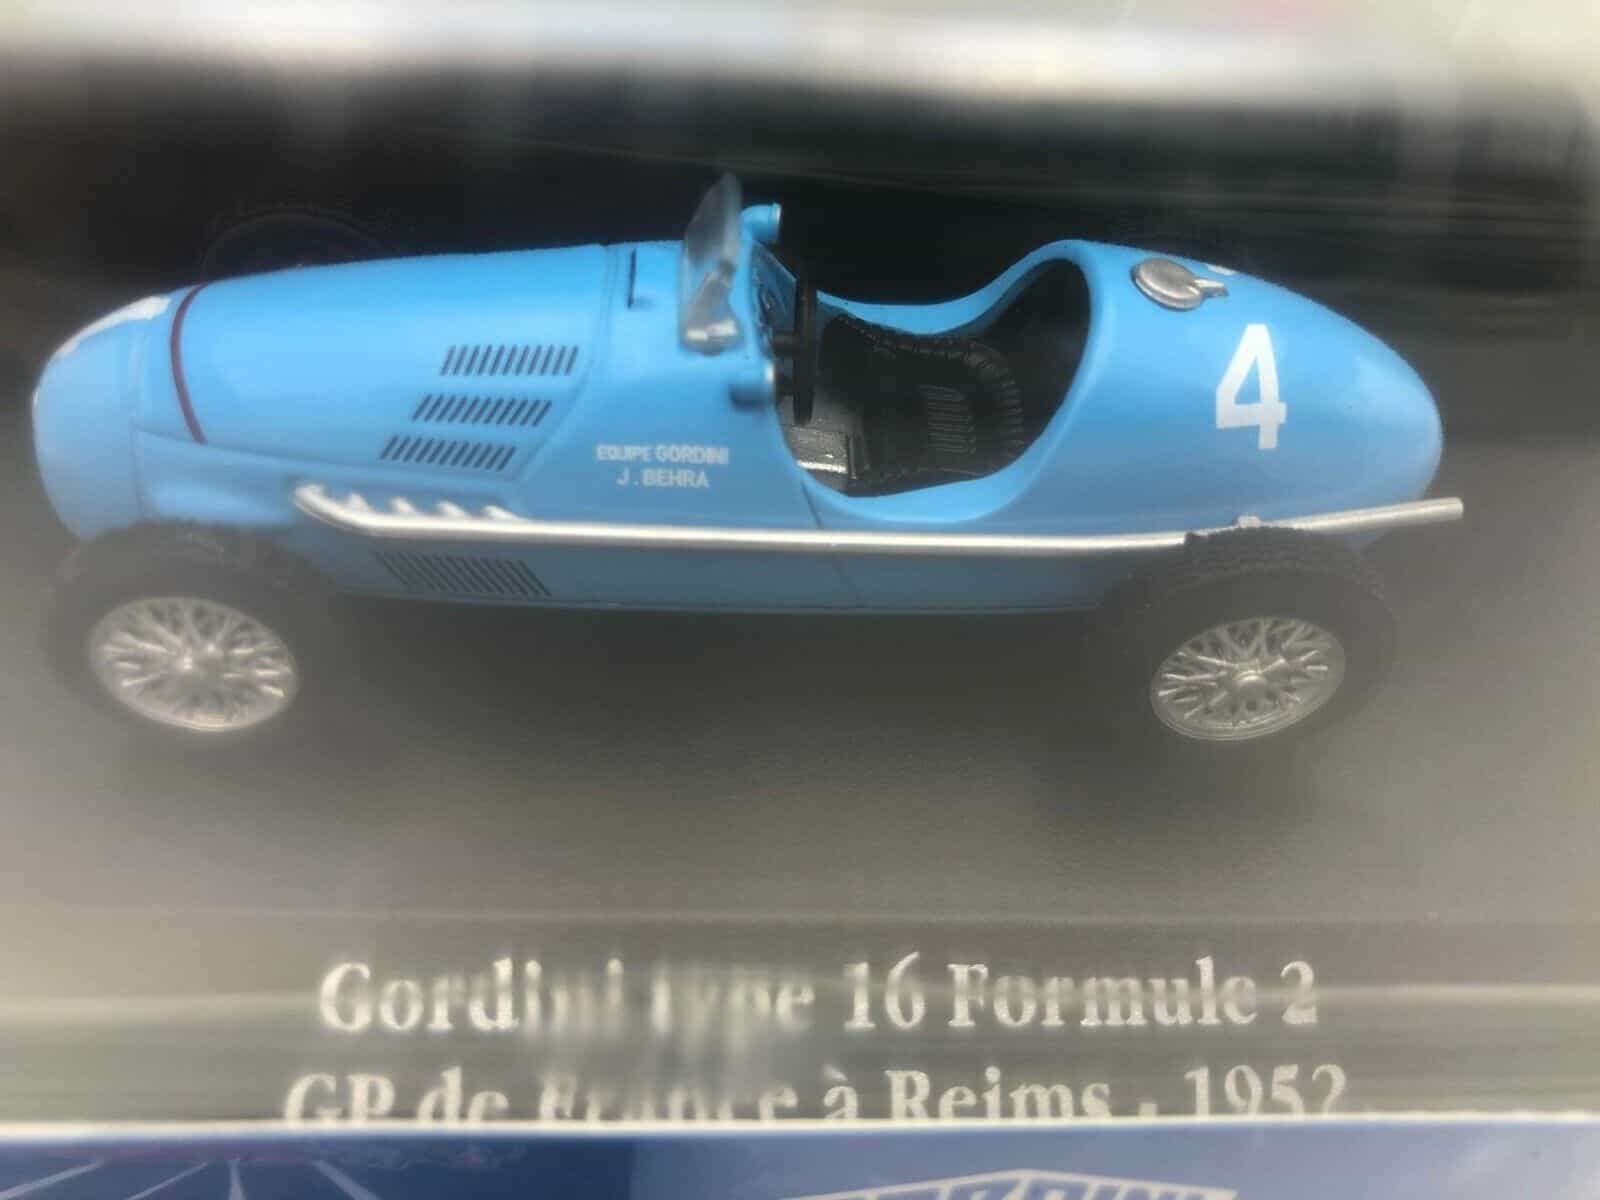 4
EQUIPE GORDINI
J. BEHRA
Gordini type 16 Formule 2
GP de France à Reims - 1952